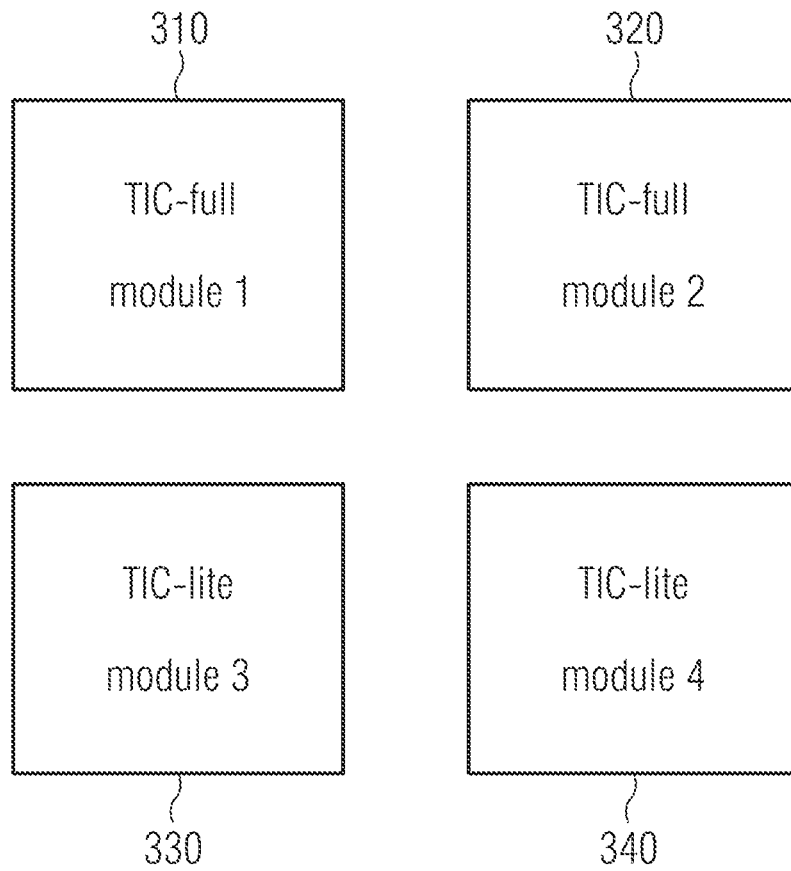 310
320
TIC-full
module 1
TIC-full
module 2
TIC-lite
module 3
TIC-lite
module 4
330
340